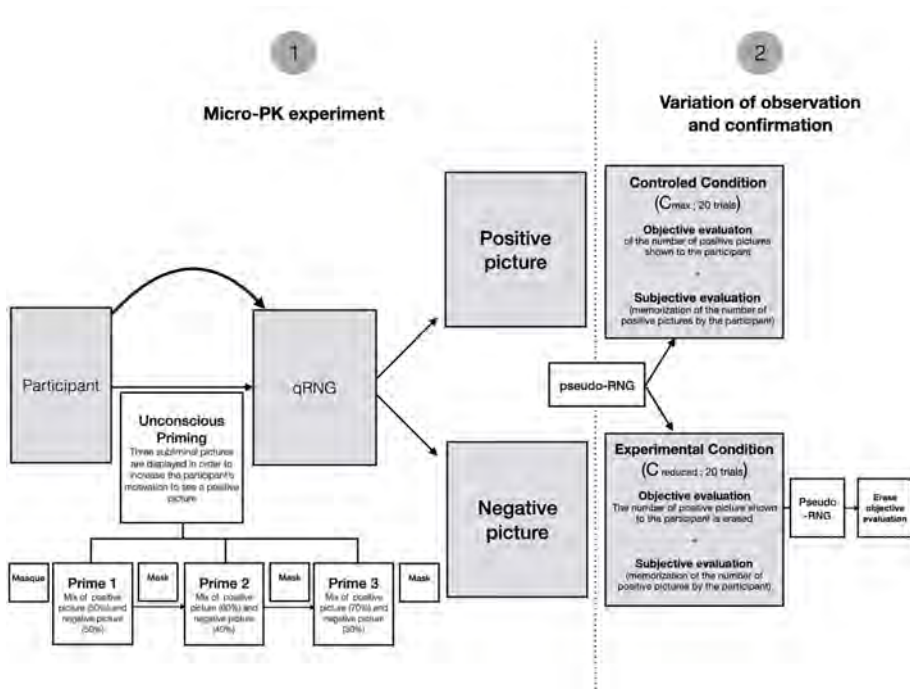 1
Micro-PK experiment
2
Variation of observation
and confirmation
Participant
qRNG
Unconscious
Priming
Three subliminal pictures
are displayed in order to
increase the participant's
motivation to see a positive
picture
Masque
Prime 1
Mix of positive
picture (50%) and
negative picture
(50%)
Mask
Prime 2
Mix of positive
picture (60%) and
negative picture
(40%)
Mask
Prime 3
Mix of positive
picture (70%) and
negative picture
(30%)
Mask
Positive
picture
Negative
picture
pseudo-RNG
Controled Condition
(Cmax ; 20 trials)
Objective evaluation
of the number of positive pictures
shown to the participant
Subjective evaluation
(memorization of the number of
positive pictures by the participant)
Experimental Condition
(C reduced ; 20 trials)
Objective evaluation
The number of positive picture shown
to the participant is erased
Subjective evaluation
(memorization of the number of
positive pictures by the participant)
Pseudo
-RNG
Erase
objective
evaluation